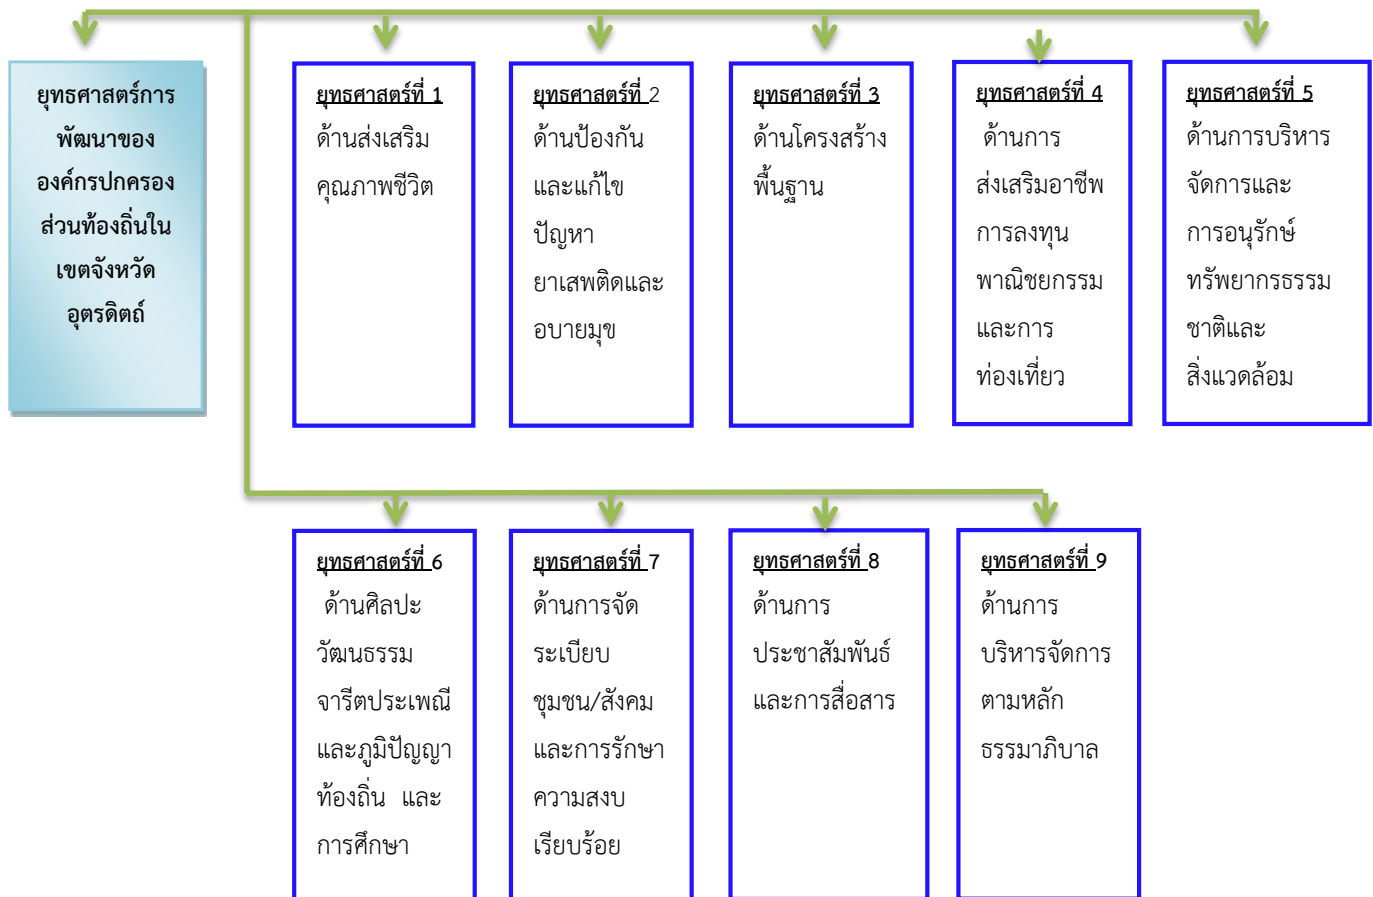 ยุทธศาสตร์การ
พัฒนาของ
องค์กรปกครอง
ส่วนท้องถิ่นใน
เขตจังหวัด
อุตรดิตถ์
ยุทธศาสตร์ที่ 1
ด้านส่งเสริม
คุณภาพชีวิต
ยุทธศาสตร์ที่ 2
ด้านป้องกัน
และแก้ไข
ปัญหา
ยาเสพติดและ
อบายมุข
ยุทธศาสตร์ที่ 3
ด้านโครงสร้าง
พื้นฐาน
ยุทธศาสตร์ที่ 4
ด้านการ
ส่งเสริมอาชีพ
การลงทุน
พาณิชยกรรม
และการ
ท่องเที่ยว
ยุทธศาสตร์ที่ 5
ด้านการบริหาร
จัดการและ
การอนุรักษ์
ทรัพยากรธรรม
ชาติและ
สิ่งแวดล้อม
ยุทธศาสตร์ที่ 6
ด้านศิลปะ
วัฒนธรรม
จารีตประเพณี
และภูมิปัญญา
ท้องถิ่น และ
การศึกษา
ยุทธศาสตร์ที่ 7
ด้านการจัด
ระเบียบ
ชุมชน/สังคม
และการรักษา
ความสงบ
เรียบร้อย
ยุทธศาสตร์ที่ 8
ด้านการ
ประชาสัมพันธ์
และการสื่อสาร
ยุทธศาสตร์ที่ 9
ด้านการ
บริหารจัดการ
ตามหลัก
ธรรมาภิบาล